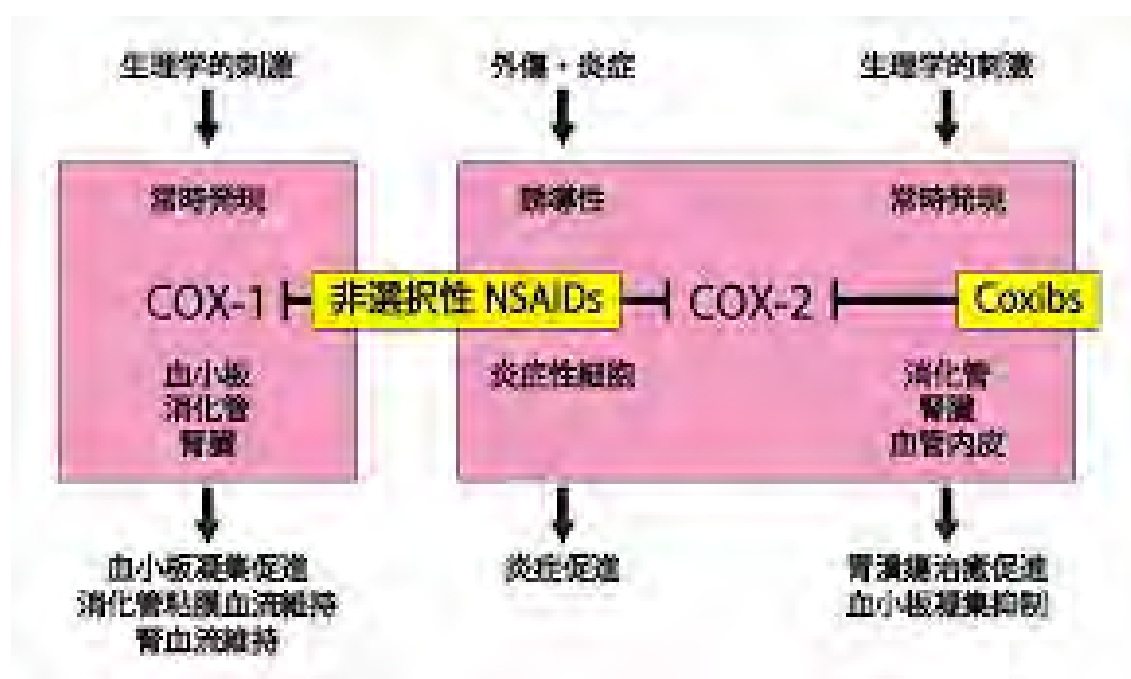 生理学的刺激
外傷・炎症
生理学的刺激
常時発現
誘導性
常時発現
COX-1
非選択性 NSAIDs
COX-2
Coxibs
血小板
消化管
腎臓
炎症性細胞
消化管
腎臓
血管内皮
血小板凝集促進
消化管粘膜血流維持
腎血流維持
炎症促進
胃潰瘍治癒促進
血小板凝集抑制